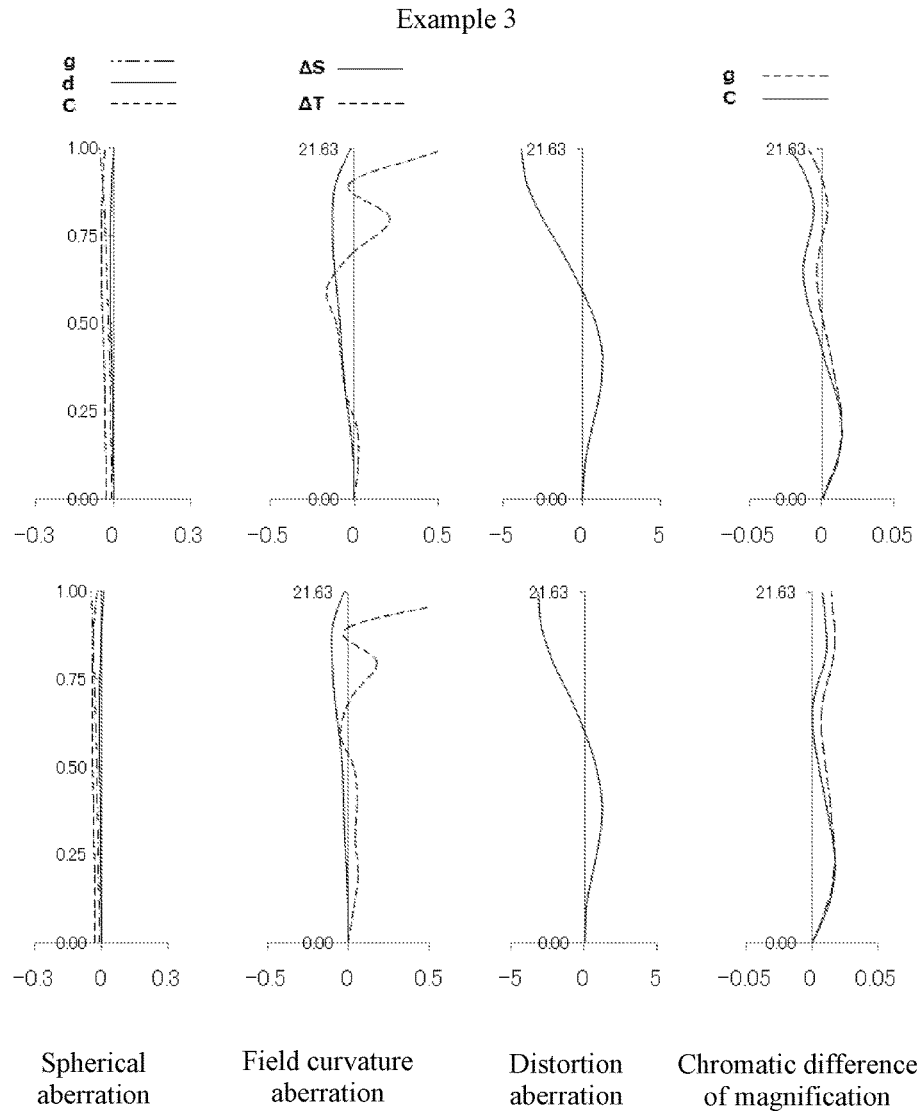 Example 3
g
d
C
ΔS
ΔT
g
C
1.00
0.75
0.50
0.25
0.00
−0.3 0 0.3
21.63
0.00
−0.5 0 0.5
21.63
0.00
−5 0 5
21.63
0.00
−0.05 0 0.05
1.00
0.75
0.50
0.25
0.00
−0.3 0 0.3
21.63
0.00
−0.5 0 0.5
21.63
0.00
−5 0 5
21.63
0.00
−0.05 0 0.05
Spherical
aberration
Field curvature
aberration
Distortion
aberration
Chromatic difference
of magnification